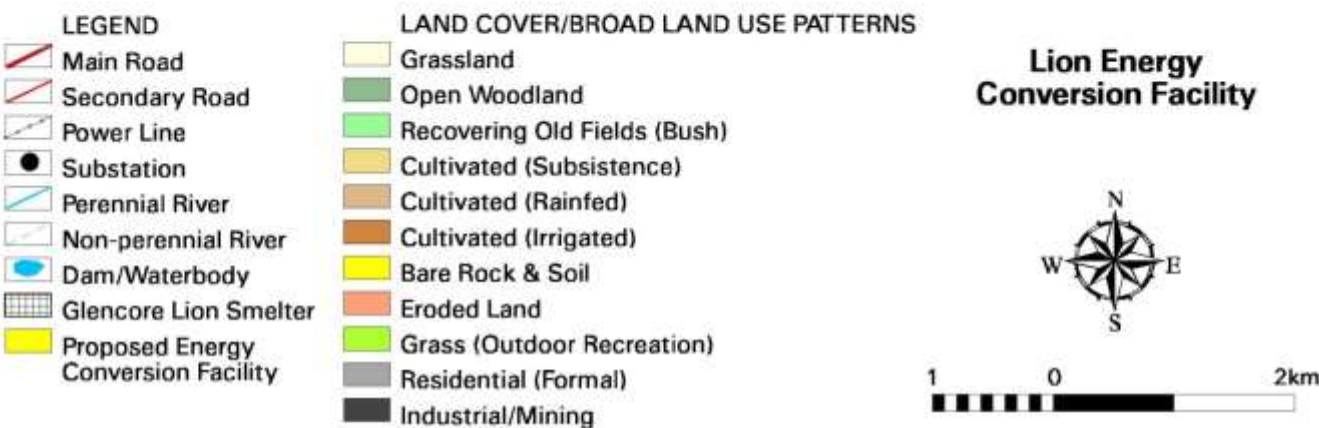 LEGEND
Main Road
Secondary Road
Power Line
Substation
Perennial River
Non-perennial River
Dam/Waterbody
Glencore Lion Smelter
Proposed Energy
Conversion Facility
LAND COVER/BROAD LAND USE PATTERNS
Grassland
Open Woodland
Recovering Old Fields (Bush)
Cultivated (Subsistence)
Cultivated (Rainfed)
Cultivated (Irrigated)
Bare Rock & Soil
Eroded Land
Grass (Outdoor Recreation)
Residential (Formal)
Industrial/Mining
Lion Energy
Conversion Facility
N
W E
S
1 0 2km